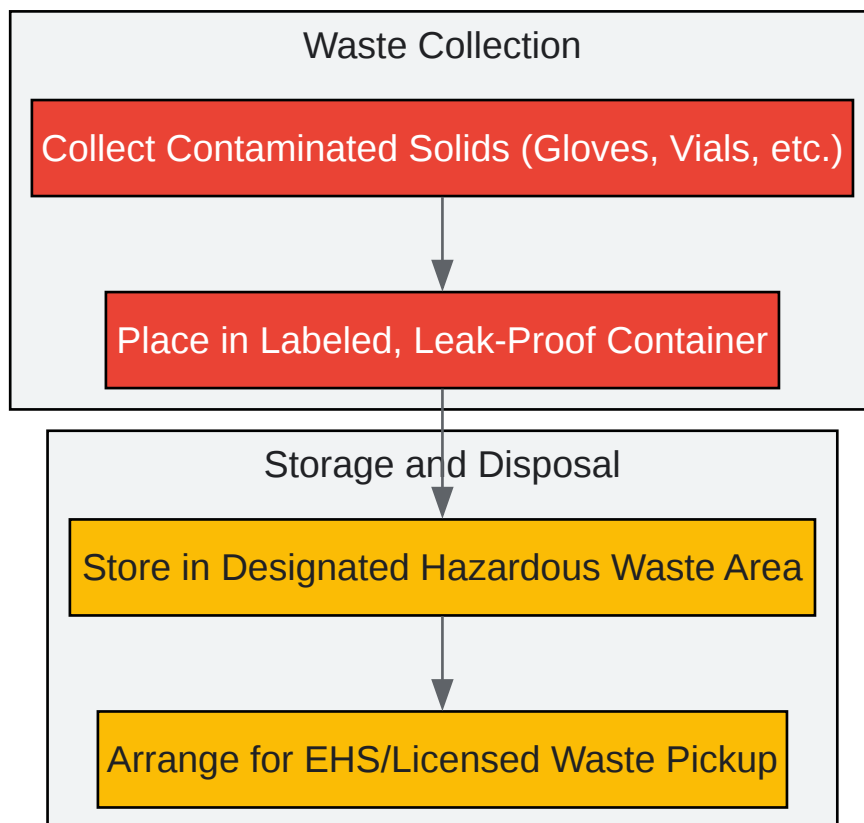 Waste Collection
Collect Contaminated Solids (Gloves, Vials, etc.)
Place in Labeled, Leak-Proof Container
Storage and Disposal
Store in Designated Hazardous Waste Area
Arrange for EHS/Licensed Waste Pickup